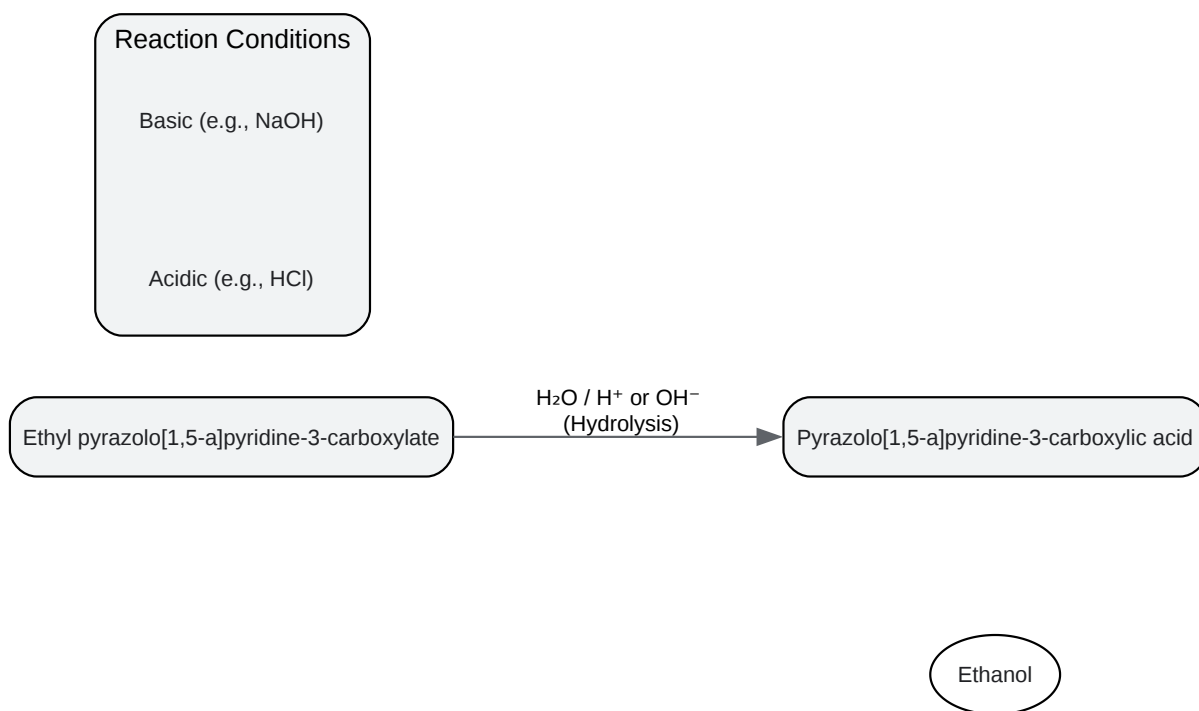 Reaction Conditions
Basic (e.g., NaOH)
Acidic (e.g., HCl)
H₂O / H⁺ or OH⁻
(Hydrolysis)
Ethyl pyrazolo[1,5-a]pyridine-3-carboxylate
Pyrazolo[1,5-a]pyridine-3-carboxylic acid
Ethanol